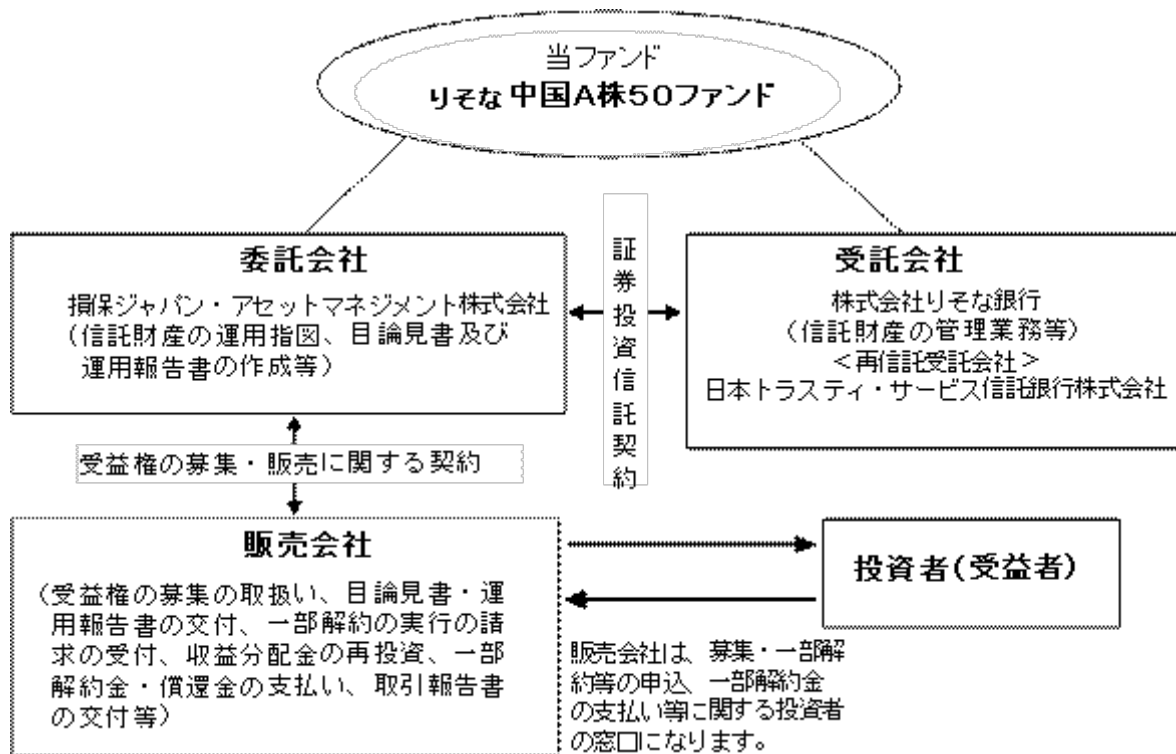 当ファンド
りそな中国A株50ファンド
委託会社
損保ジャパン・アセットマネジメント株式会社
(信託財産の運用指図、目論見書及び
運用報告書の作成等)
証券投資信託契約
受託会社
株式会社りそな銀行
(信託財産の管理業務等)
<再信託受託会社>
日本トラスティ・サービス信託銀行株式会社
受益権の募集・販売に関する契約
販売会社
(受益権の募集の取扱い、目論見書・運
用報告書の交付、一部解約の実行の請
求の受付、収益分配金の再投資、一部
解約金・償還金の支払い、取引報告書
の交付等)
投資者(受益者)
販売会社は、募集・一部解
約等の申込、一部解約金
の支払い等に関する投資者
の窓口になります。